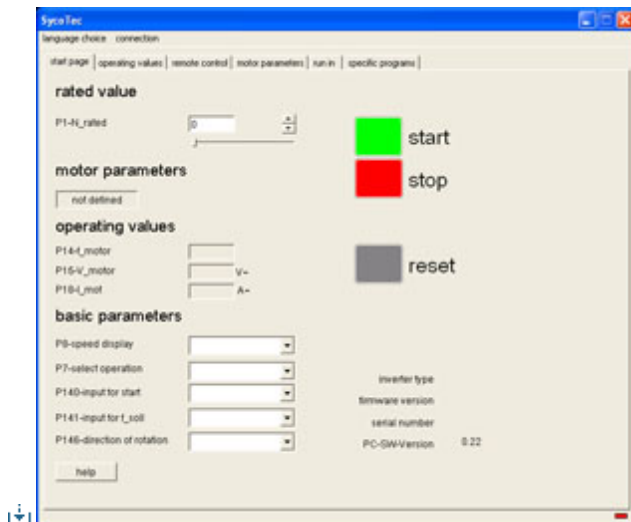 SycoTec
language choice connection
start page operating values remote control motor parameters run in specific programs
rated value
P1-N_rated 0
start
motor parameters
stop
not defined
operating values
P14-f_motor
P15-V_motor V~
reset
P18-I_mot A~
basic parameters
P8-speed display
P7-select operation
inverter type
P140-input for start
firmware version
P141-input for f_soll
serial number
P146-direction of rotation
PC-SW-Version 0.22
help